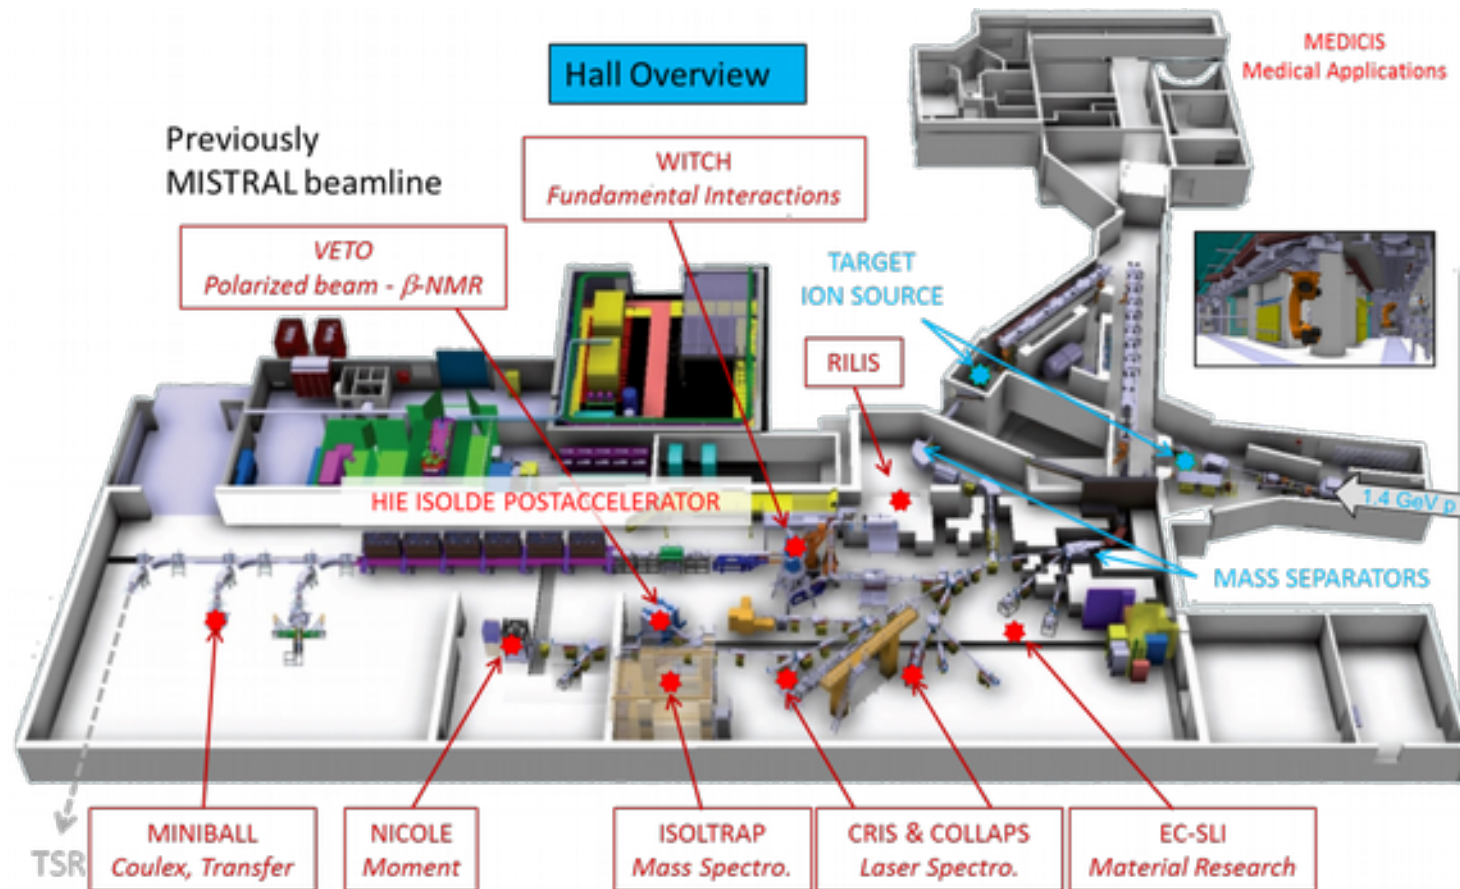 Hall Overview
MEDICIS
Medical Applications
Previously
MISTRAL beamline
WITCH
Fundamental Interactions
VETO
Polarized beam - β-NMR
TARGET
ION SOURCE
RILIS
HIE ISOLDE POSTACCELERATOR
1.4 GeV p
MASS SEPARATORS
TSR
MINIBALL
Coulex, Transfer
NICOLE
Moment
ISOLTRAP
Mass Spectro.
CRIS & COLLAPS
Laser Spectro.
EC-SLI
Material Research